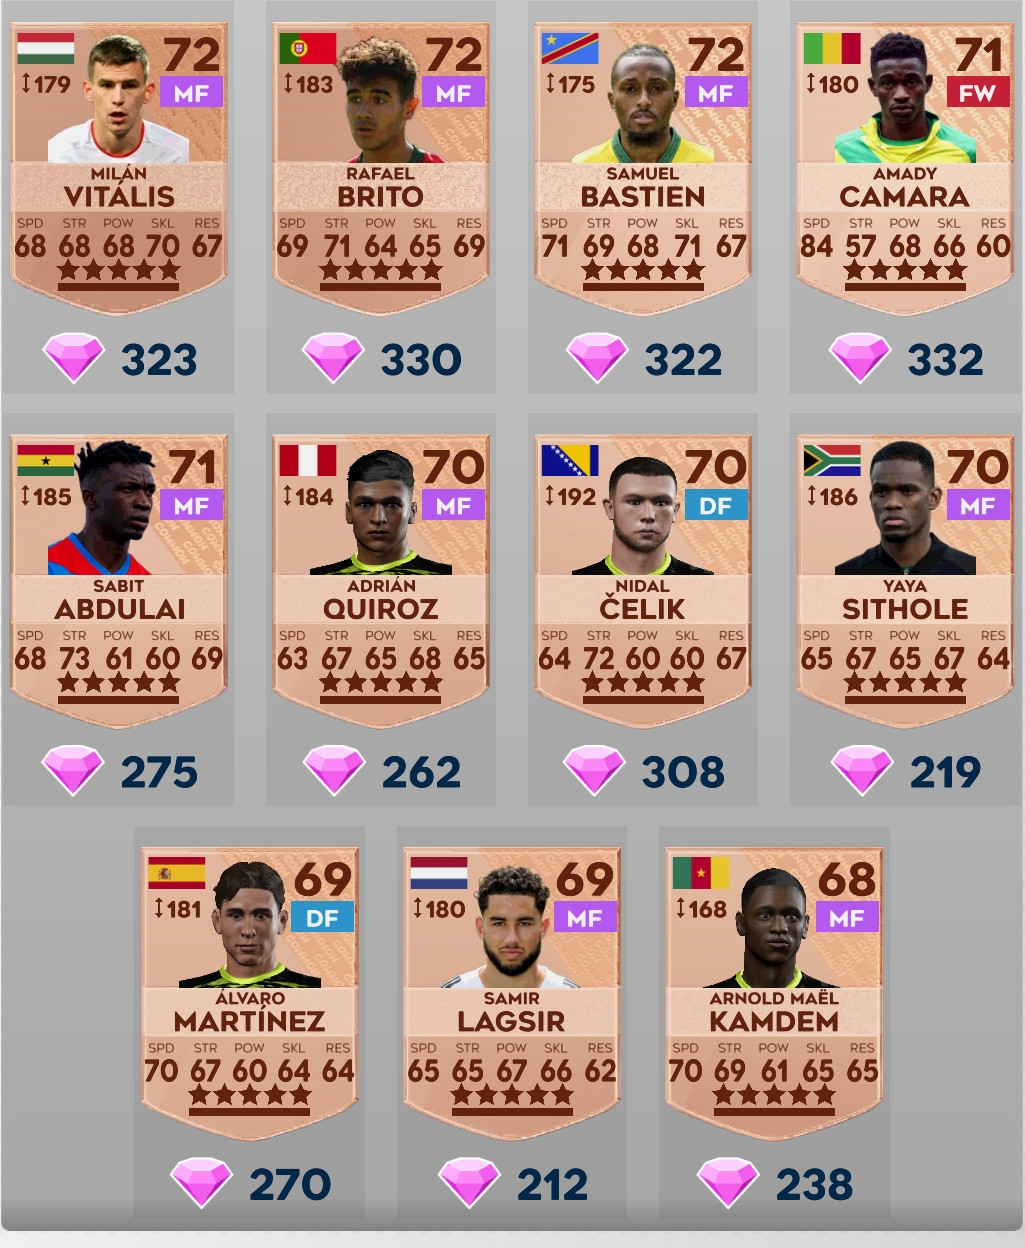 72
↕179
MF
MILÁN
VITÁLIS
SPD STR POW SKL RES
68 68 68 70 67
★★★★★
323
72
↕183
MF
RAFAEL
BRITO
SPD STR POW SKL RES
69 71 64 65 69
★★★★★
330
72
↕175
MF
SAMUEL
BASTIEN
SPD STR POW SKL RES
71 69 68 71 67
★★★★★
322
71
↕180
FW
AMADY
CAMARA
SPD STR POW SKL RES
84 57 68 66 60
★★★★★
332
71
↕185
MF
SABIT
ABDULAI
SPD STR POW SKL RES
68 73 61 60 69
★★★★★
275
70
↕184
MF
ADRIÁN
QUIROZ
SPD STR POW SKL RES
63 67 65 68 65
★★★★★
262
70
↕192
DF
NIDAL
ČELIK
SPD STR POW SKL RES
64 72 60 60 67
★★★★★
308
70
↕186
MF
YAYA
SITHOLE
SPD STR POW SKL RES
65 67 65 67 64
★★★★★
219
69
↕181
DF
ÁLVARO
MARTÍNEZ
SPD STR POW SKL RES
70 67 60 64 64
★★★★★
270
69
↕180
MF
SAMIR
LAGSIR
SPD STR POW SKL RES
65 65 67 66 62
★★★★★
212
68
↕168
MF
ARNOLD MAËL
KAMDEM
SPD STR POW SKL RES
70 69 61 65 65
★★★★★
238